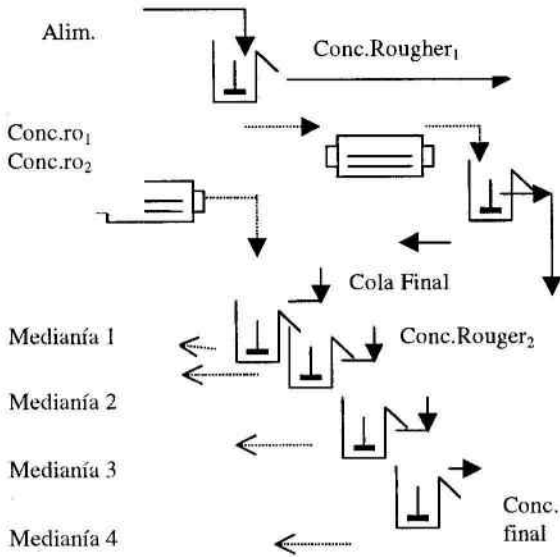 Alim.
Conc.Rougher₁
Conc.ro₁
Conc.ro₂
Cola Final
Medianía 1
Conc.Rouger₂
Medianía 2
Medianía 3
Conc.
final
Medianía 4